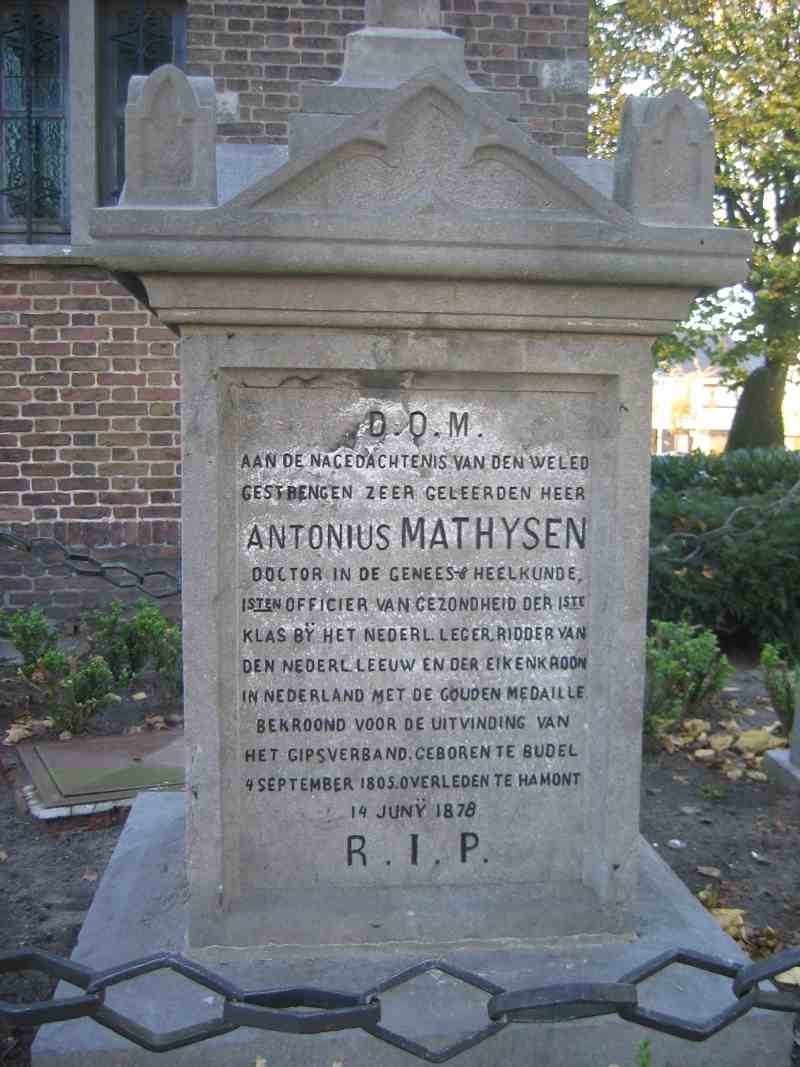 D.O.M.
AAN DE NAGEDACHTENIS VAN DEN WELED
GESTRENGEN ZEER GELEERDEN HEER
ANTONIUS MATHYSEN
DOCTOR IN DE GENEES-& HEELKUNDE,
1STEN OFFICIER VAN GEZONDHEID DER 1STE
KLAS BŸ HET NEDERL. LEGER. RIDDER VAN
DEN NEDERL. LEEUW EN DER EIKENKROON
IN NEDERLAND MET DE GOUDEN MEDAILLE
BEKROOND VOOR DE UITVINDING VAN
HET GIPSVERBAND. GEBOREN TE BUDEL
4 SEPTEMBER 1805. OVERLEDEN TE HAMONT
14 JUNŸ 1878
R.I.P.